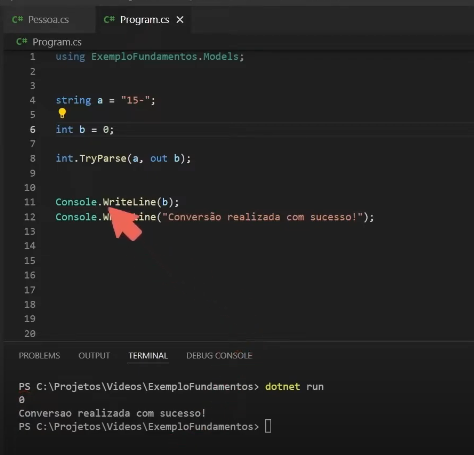 C# Pessoa.cs C# Program.cs ×
C# Program.cs
1 using ExemploFundamentos.Models;
2
3
4 string a = "15-";
5
6 int b = 0;
7
8 int.TryParse(a, out b);
9
10
11 Console.WriteLine(b);
12 Console.WriteLine("Conversão realizada com sucesso!");
13
14
15
16
17
18
19
20
PROBLEMS OUTPUT TERMINAL DEBUG CONSOLE
PS C:\Projetos\Videos\ExemploFundamentos> dotnet run
0
Conversao realizada com sucesso!
PS C:\Projetos\Videos\ExemploFundamentos>